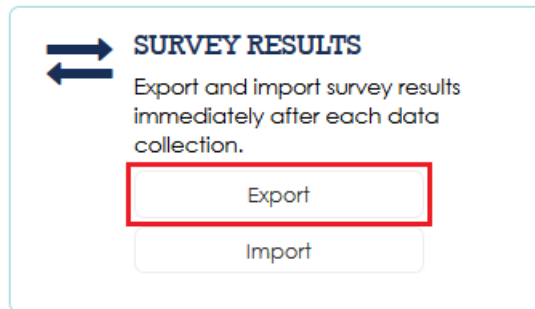 SURVEY RESULTS
Export and import survey results
immediately after each data
collection.
Export
Import